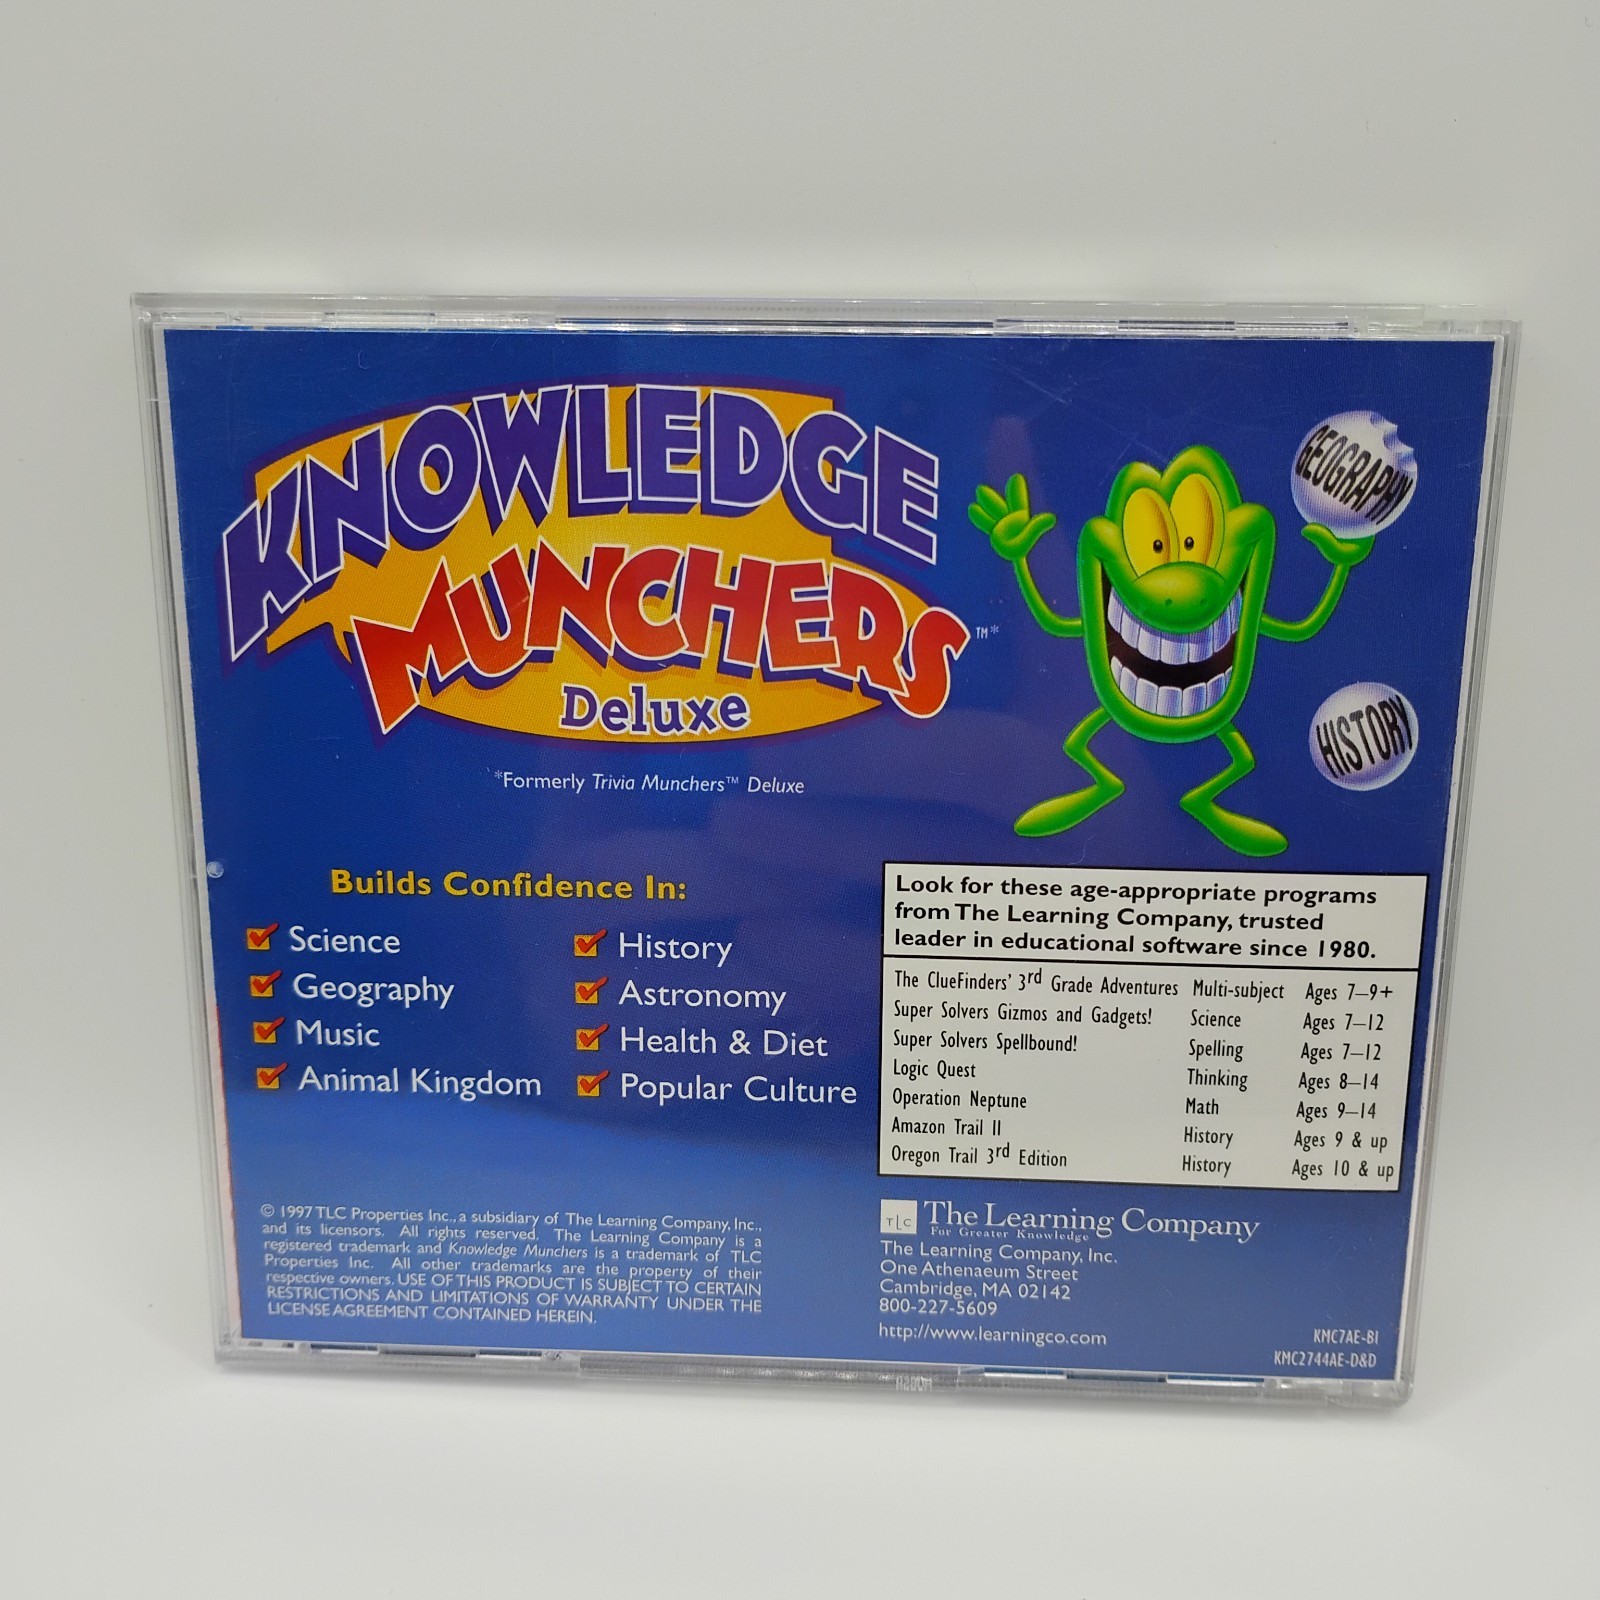 KNOWLEDGE
MUNCHERS™*
Deluxe
*Formerly Trivia Munchers™ Deluxe
GEOGRAPHY
HISTORY
Builds Confidence In:
Science
Geography
Music
Animal Kingdom
History
Astronomy
Health & Diet
Popular Culture
Look for these age-appropriate programs
from The Learning Company, trusted
leader in educational software since 1980.
The ClueFinders' 3rd Grade Adventures Multi-subject Ages 7–9+
Super Solvers Gizmos and Gadgets! Science Ages 7–12
Super Solvers Spellbound! Spelling Ages 7–12
Logic Quest Thinking Ages 8–14
Operation Neptune Math Ages 9–14
Amazon Trail II History Ages 9 & up
Oregon Trail 3rd Edition History Ages 10 & up
© 1997 TLC Properties Inc., a subsidiary of The Learning Company, Inc.,
and its licensors. All rights reserved. The Learning Company is a
registered trademark and Knowledge Munchers is a trademark of TLC
Properties Inc. All other trademarks are the property of their
respective owners. USE OF THIS PRODUCT IS SUBJECT TO CERTAIN
RESTRICTIONS AND LIMITATIONS OF WARRANTY UNDER THE
LICENSE AGREEMENT CONTAINED HEREIN.
TLC The Learning Company
For Greater Knowledge
The Learning Company, Inc.
One Athenaeum Street
Cambridge, MA 02142
800-227-5609
http://www.learningco.com
KMC7AE-BI
KMC2744AE-D&D